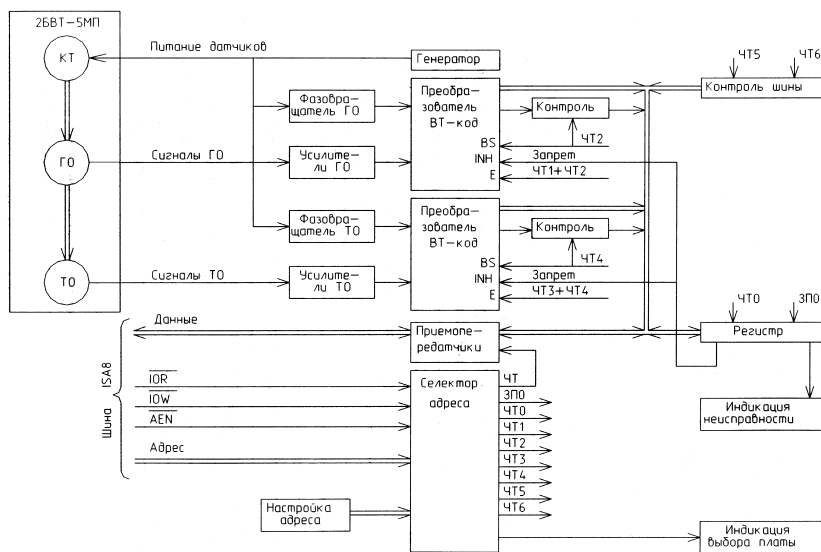 2БВТ-5МП
КТ
ГО
ТО
Питание датчиков
Генератор
Фазовра-
щатель ГО
Преобра-
зователь
ВТ-код
Контроль
ЧТ5
ЧТ6
Контроль шины
BS
ЧТ2
Сигналы ГО
Усилите-
ли ГО
INH
Запрет
E
ЧТ1+ЧТ2
Фазовра-
щатель ТО
Преобра-
зователь
ВТ-код
Контроль
BS
ЧТ4
Сигналы ТО
Усилите-
ли ТО
INH
Запрет
E
ЧТ3+ЧТ4
Данные
Приемопе-
редатчики
ЧТ0
ЗП0
Регистр
Шина ISA8
IOR
IOW
AEN
Адрес
Селектор
адреса
ЧТ
ЗП0
ЧТ0
ЧТ1
ЧТ2
ЧТ3
ЧТ4
ЧТ5
ЧТ6
Индикация
неисправности
Настройка
адреса
Индикация
выбора платы